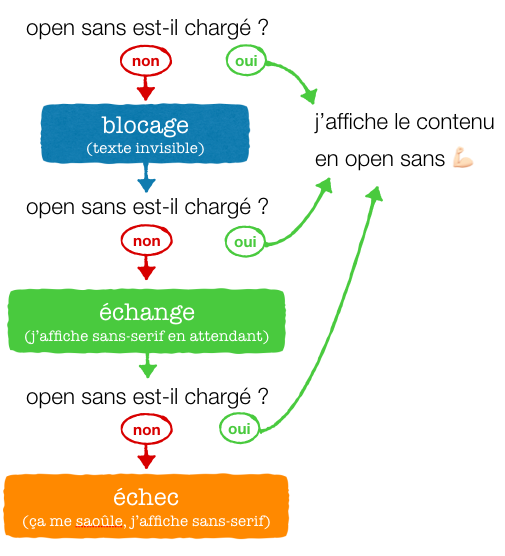 open sans est-il chargé ?
non
oui
blocage
(texte invisible)
j'affiche le contenu
en open sans 💪🏻
open sans est-il chargé ?
non
oui
échange
(j'affiche sans-serif en attendant)
open sans est-il chargé ?
non
oui
échec
(ça me saoûle, j'affiche sans-serif)